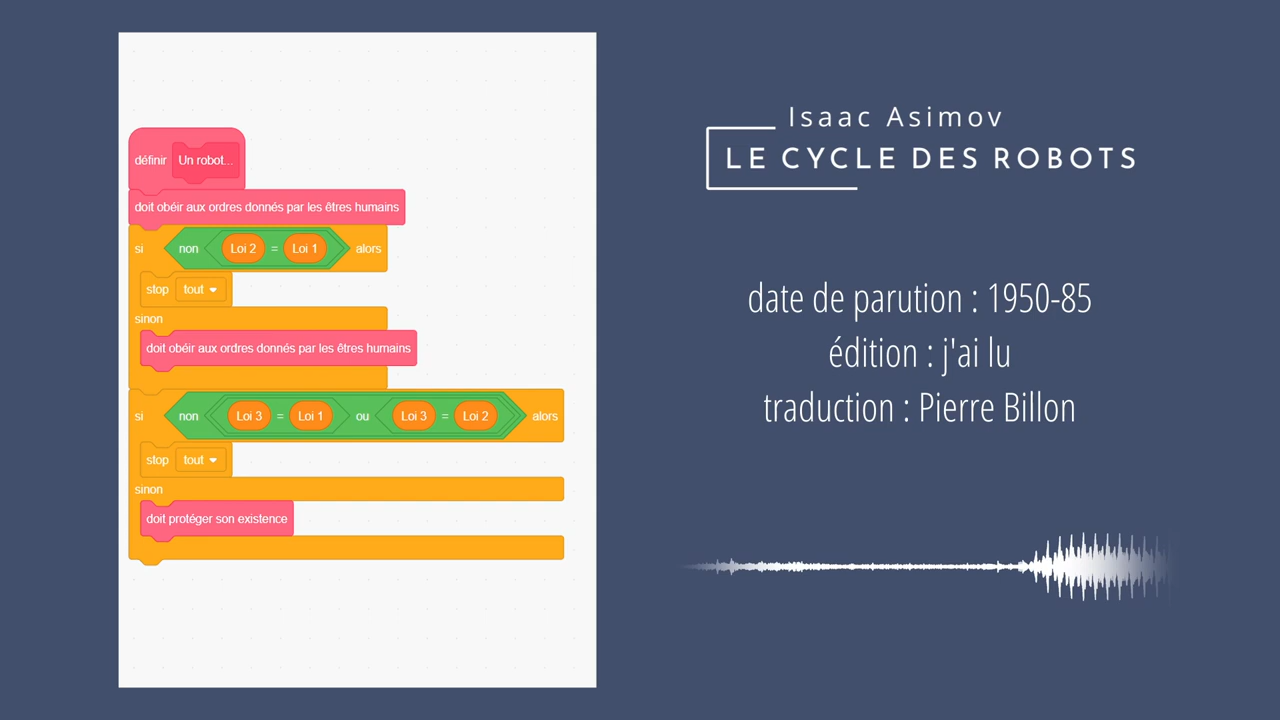 définir Un robot...
doit obéir aux ordres donnés par les êtres humains
si non Loi 2 = Loi 1 alors
stop tout
sinon
doit obéir aux ordres donnés par les êtres humains
si non Loi 3 = Loi 1 ou Loi 3 = Loi 2 alors
stop tout
sinon
doit protéger son existence
Isaac Asimov
LE CYCLE DES ROBOTS
date de parution : 1950-85
édition : j'ai lu
traduction : Pierre Billon